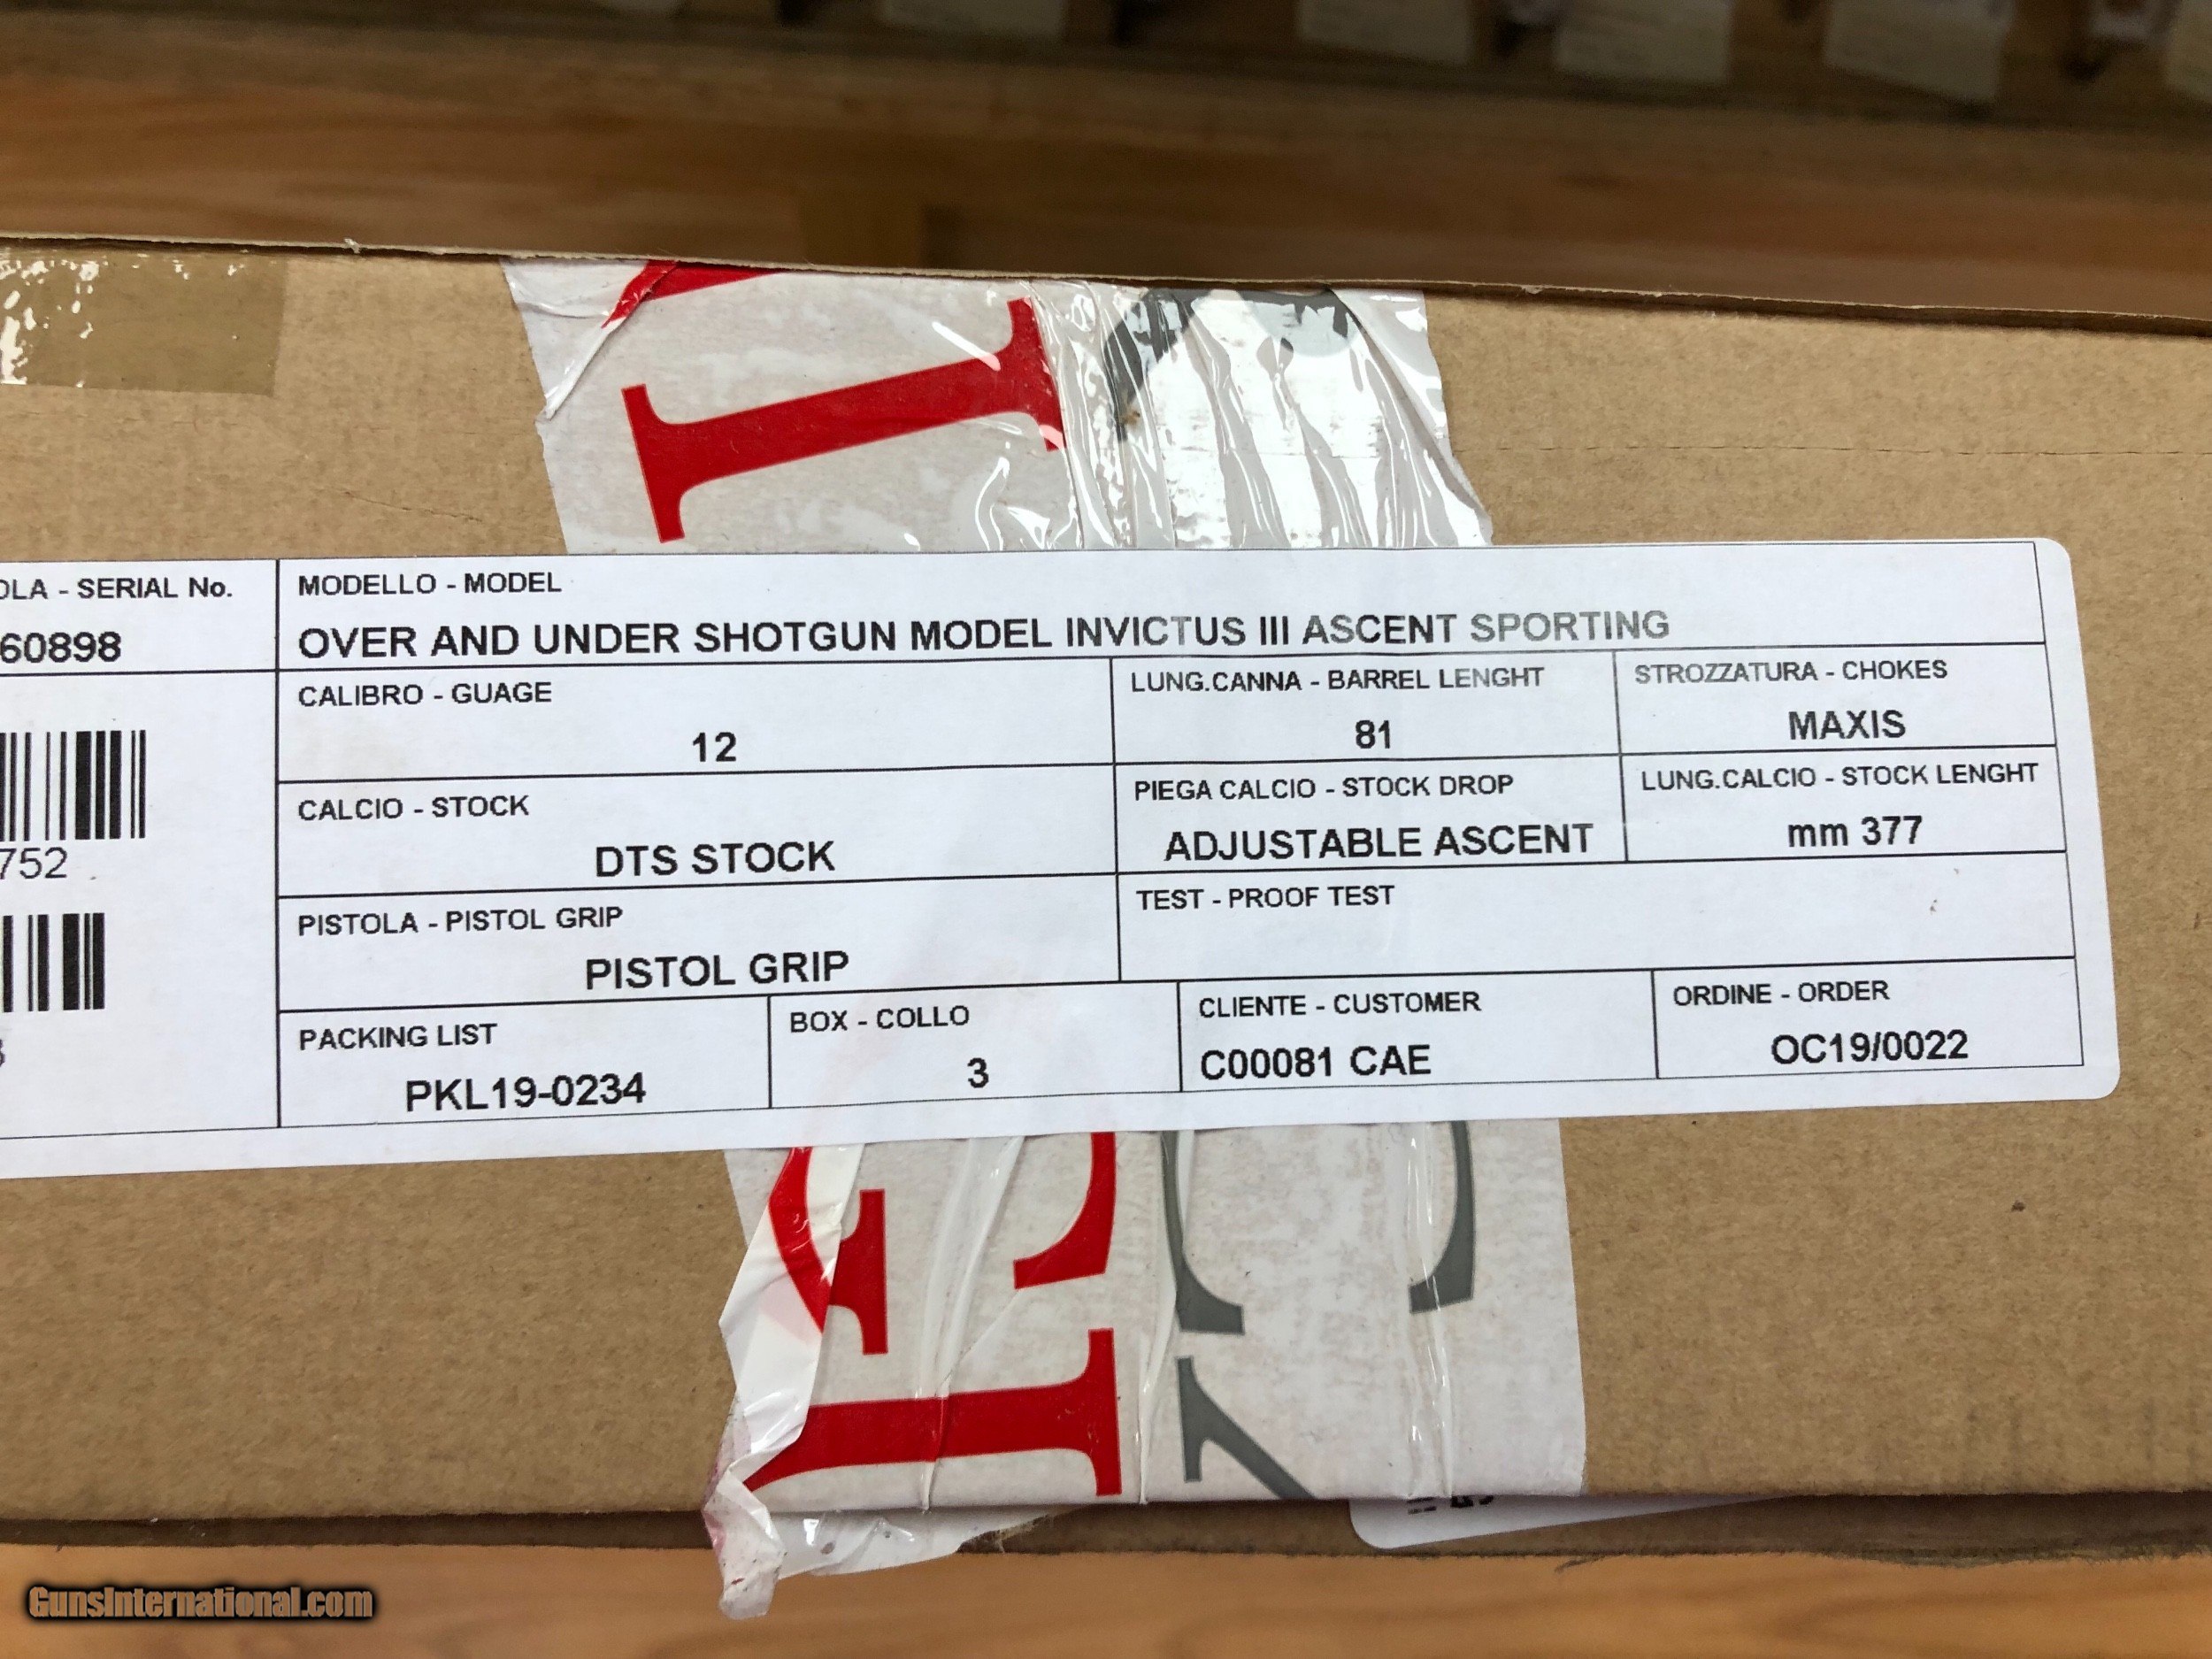 - SERIAL No.
60898
752
MODELLO - MODEL
OVER AND UNDER SHOTGUN MODEL INVICTUS III ASCENT SPORTING
CALIBRO - GUAGE
12
LUNG.CANNA - BARREL LENGHT
81
STROZZATURA - CHOKES
MAXIS
CALCIO - STOCK
DTS STOCK
PIEGA CALCIO - STOCK DROP
ADJUSTABLE ASCENT
LUNG.CALCIO - STOCK LENGHT
mm 377
PISTOLA - PISTOL GRIP
PISTOL GRIP
TEST - PROOF TEST
PACKING LIST
PKL19-0234
BOX - COLLO
3
CLIENTE - CUSTOMER
C00081 CAE
ORDINE - ORDER
OC19/0022
GunsInternational.com